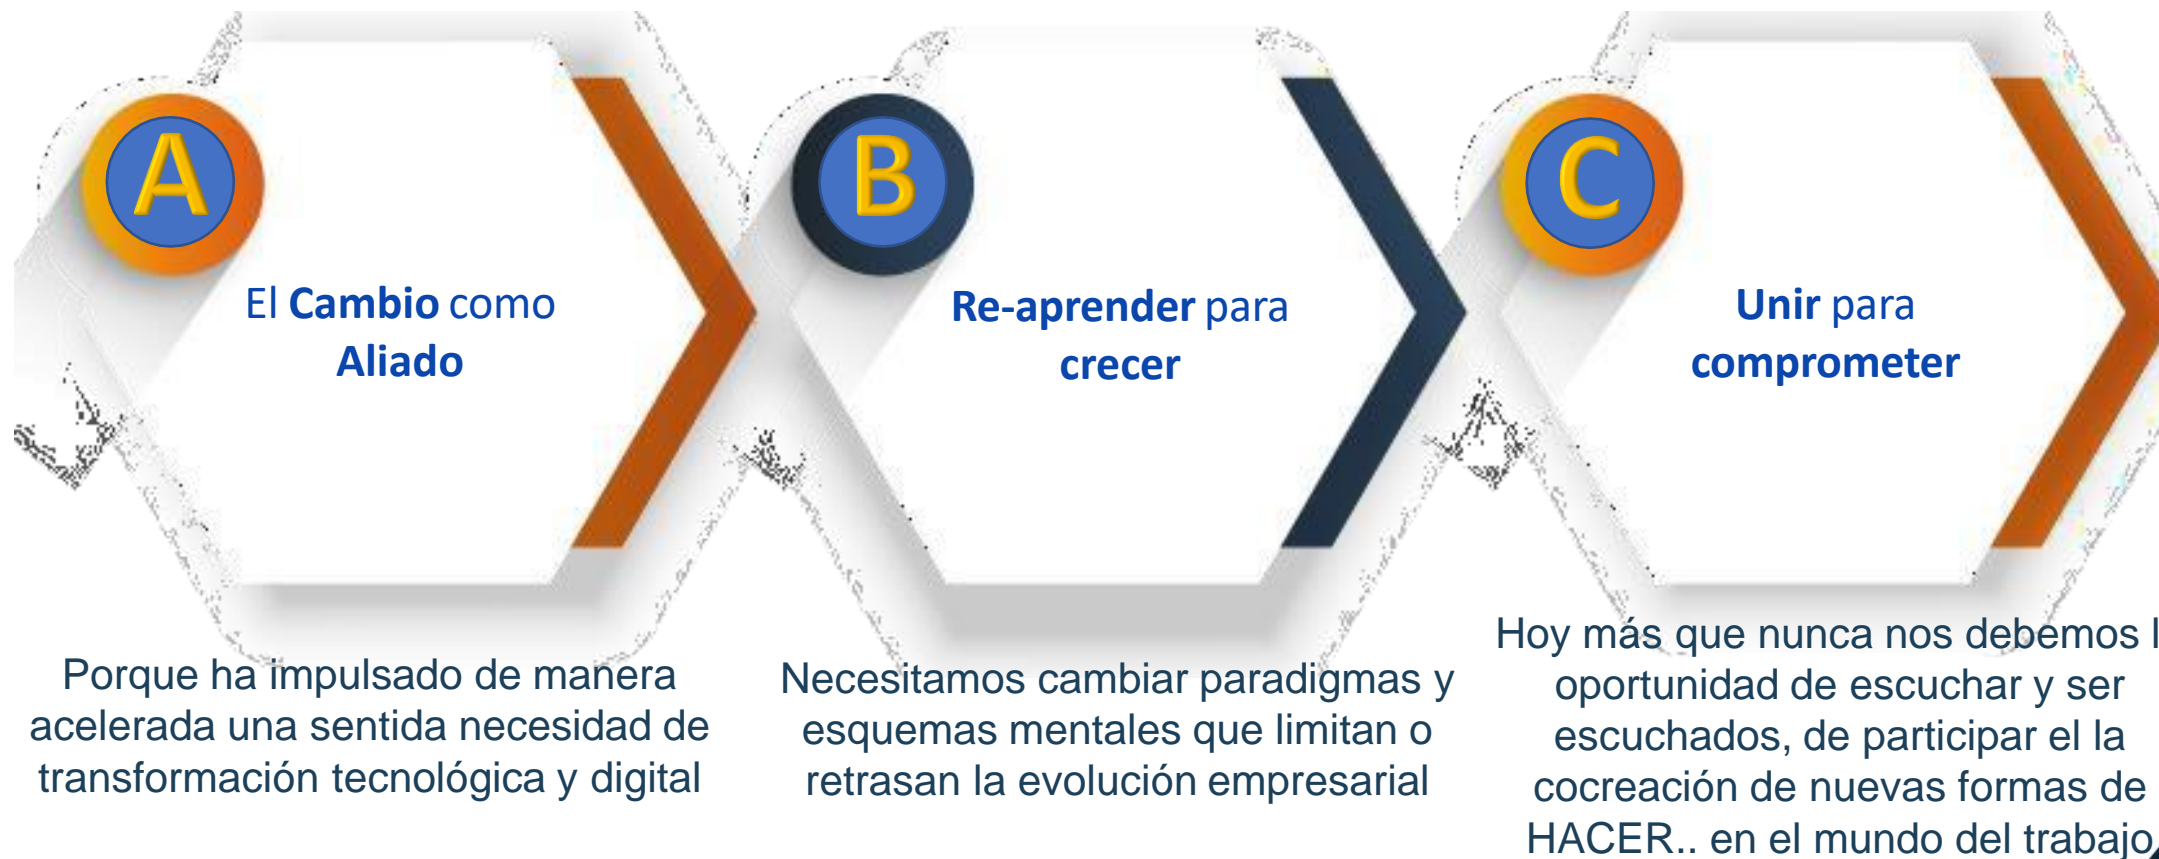 A
El Cambio como
Aliado
Porque ha impulsado de manera
acelerada una sentida necesidad de
transformación tecnológica y digital
B
Re-aprender para
crecer
Necesitamos cambiar paradigmas y
esquemas mentales que limitan o
retrasan la evolución empresarial
C
Unir para
comprometer
Hoy más que nunca nos debemos
oportunidad de escuchar y ser
escuchados, de participar el la
cocreación de nuevas formas de
HACER.. en el mundo del trabajo